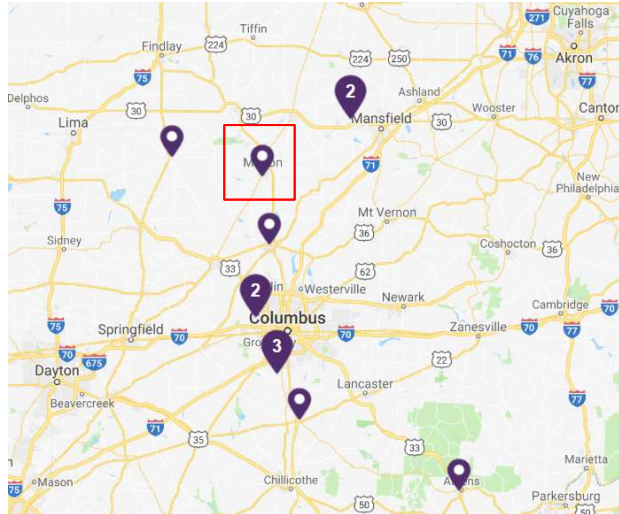 271
Cuyahoga
Falls
Tiffin
Findlay
224
224
250
71
76
Akron
75
77
Delphos
30
30
2
Ashland
Wooster
Canton
Lima
Mansfield
30
71
New
Philadelphia
75
Mt Vernon
36
Sidney
Coshocton
36
33
62
2
Westerville
Newark
Cambridge
70
75
Springfield
70
Columbus
70
Zanesville
70
77
3
675
22
Dayton
Lancaster
Beavercreek
77
71
35
33
Marietta
Chillicothe
75
Mason
50
50
Parkersburg